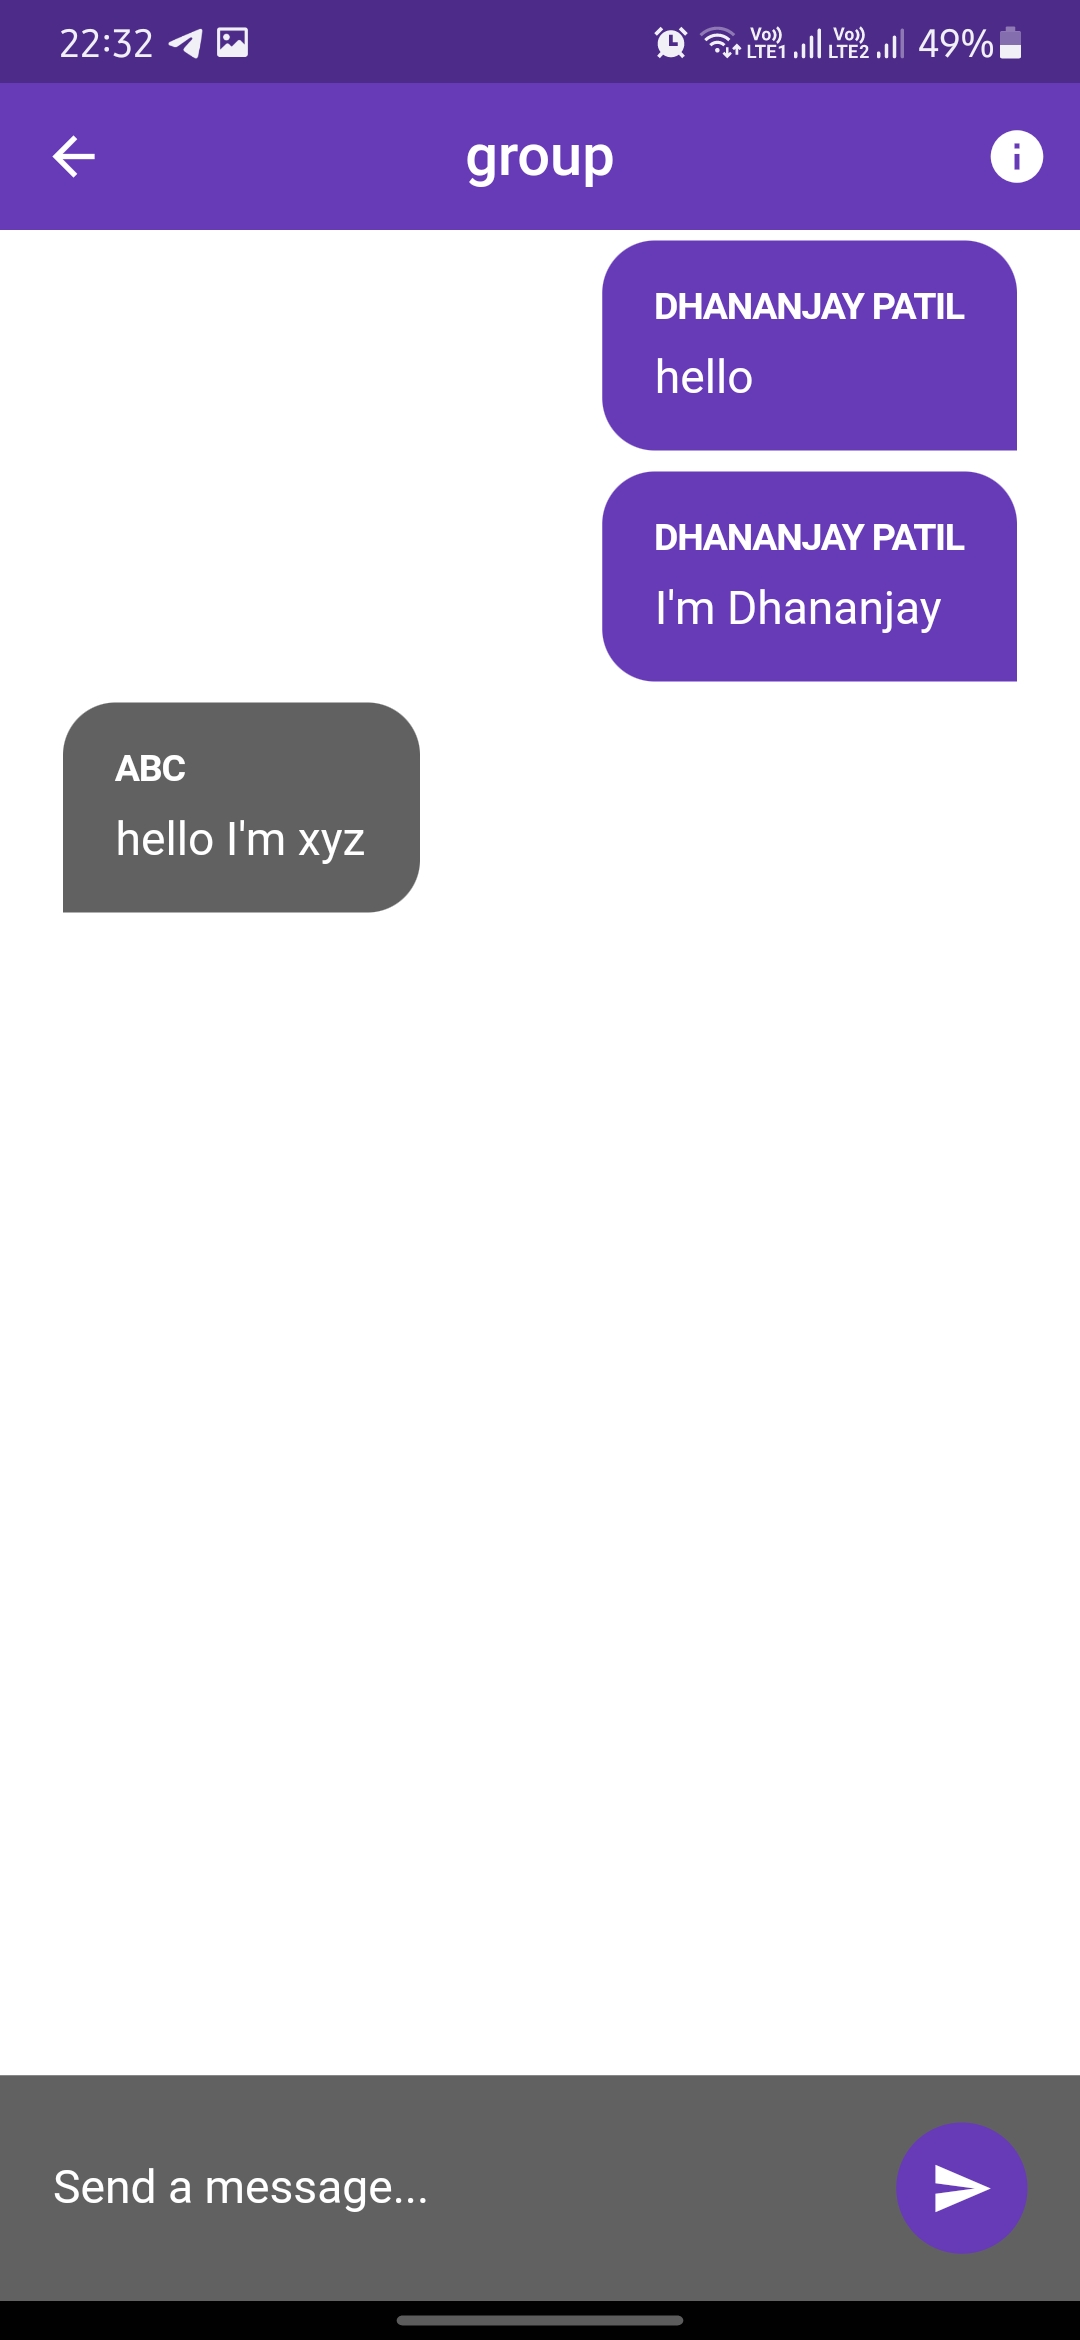 22:32 Vo)) LTE1 Vo)) LTE2 49%
group
DHANANJAY PATIL
hello
DHANANJAY PATIL
I'm Dhananjay
ABC
hello I'm xyz
Send a message...